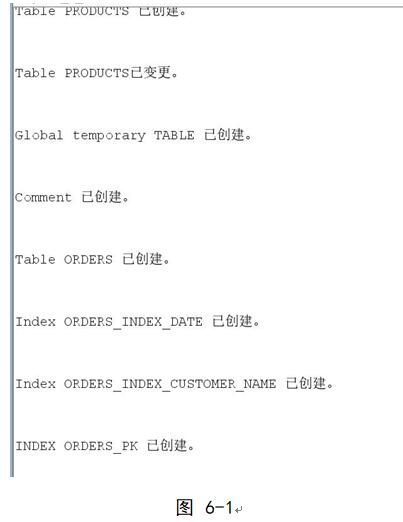 Table PRODUCTS 已创建。
Table PRODUCTS已变更。
Global temporary TABLE 已创建。
Comment 已创建。
Table ORDERS 已创建。
Index ORDERS_INDEX_DATE 已创建。
Index ORDERS_INDEX_CUSTOMER_NAME 已创建。
INDEX ORDERS_PK 已创建。
图 6-1